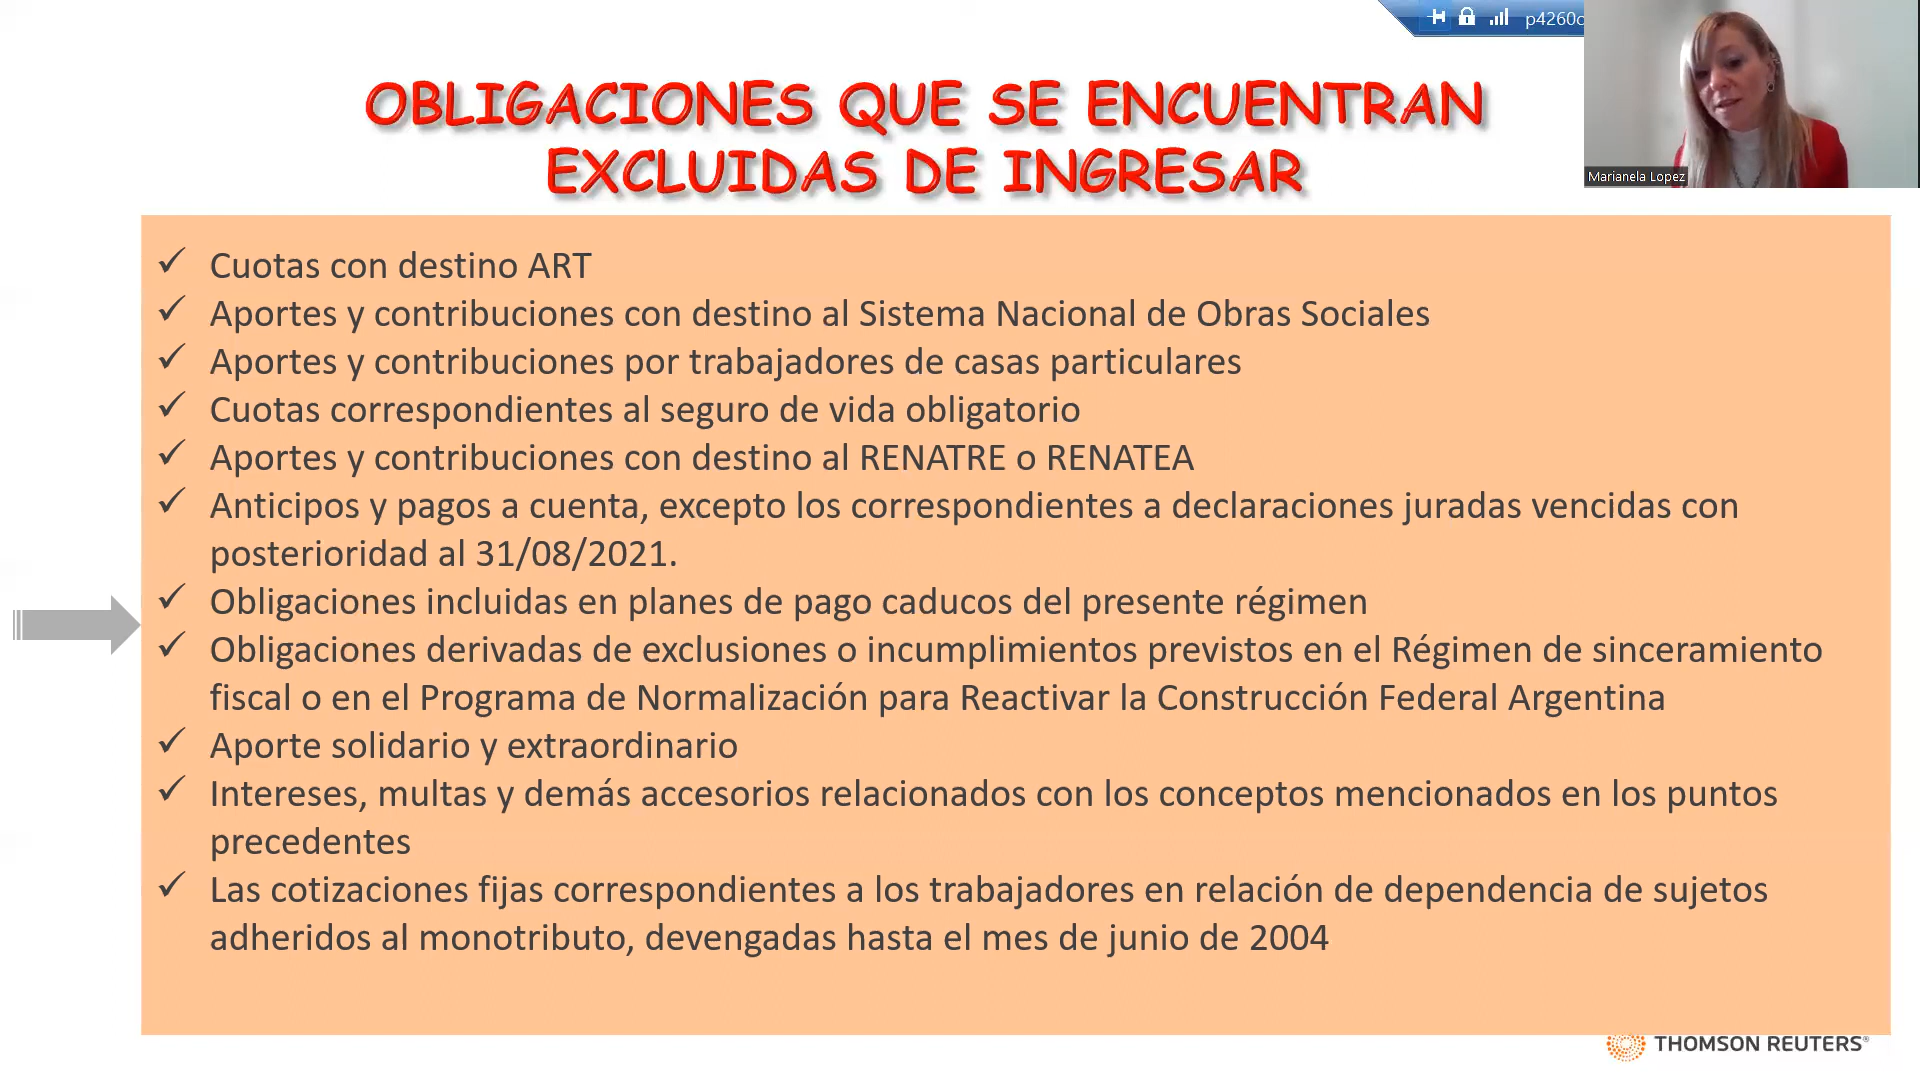 p4260c
OBLIGACIONES QUE SE ENCUENTRAN
EXCLUIDAS DE INGRESAR
Marianela Lopez
✓ Cuotas con destino ART
✓ Aportes y contribuciones con destino al Sistema Nacional de Obras Sociales
✓ Aportes y contribuciones por trabajadores de casas particulares
✓ Cuotas correspondientes al seguro de vida obligatorio
✓ Aportes y contribuciones con destino al RENATRE o RENATEA
✓ Anticipos y pagos a cuenta, excepto los correspondientes a declaraciones juradas vencidas con
posterioridad al 31/08/2021.
✓ Obligaciones incluidas en planes de pago caducos del presente régimen
✓ Obligaciones derivadas de exclusiones o incumplimientos previstos en el Régimen de sinceramiento
fiscal o en el Programa de Normalización para Reactivar la Construcción Federal Argentina
✓ Aporte solidario y extraordinario
✓ Intereses, multas y demás accesorios relacionados con los conceptos mencionados en los puntos
precedentes
✓ Las cotizaciones fijas correspondientes a los trabajadores en relación de dependencia de sujetos
adheridos al monotributo, devengadas hasta el mes de junio de 2004
THOMSON REUTERS®